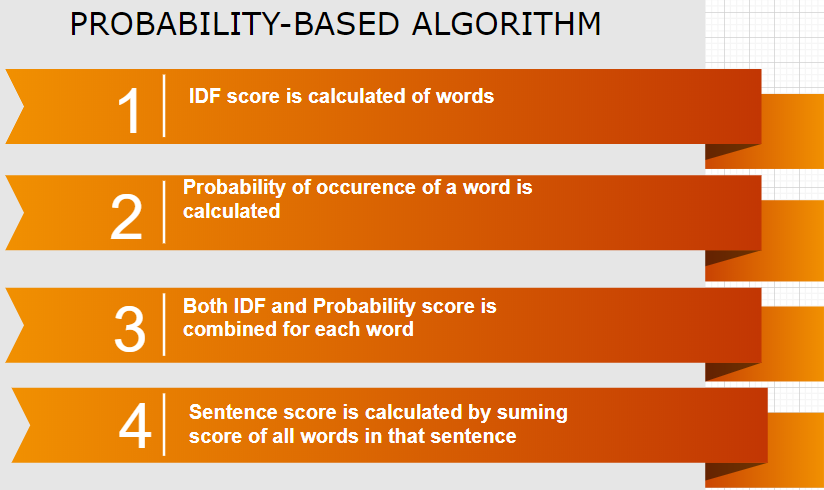 PROBABILITY-BASED ALGORITHM
1
IDF score is calculated of words
2
Probability of occurence of a word is
calculated
3
Both IDF and Probability score is
combined for each word
4
Sentence score is calculated by suming
score of all words in that sentence